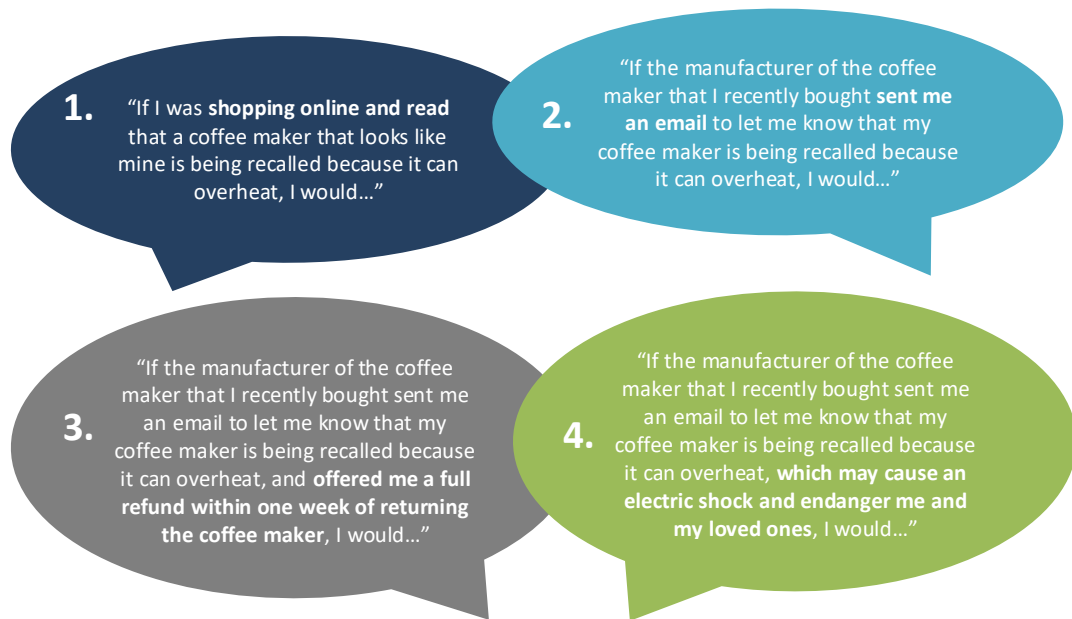 1.
“If I was shopping online and read
that a coffee maker that looks like
mine is being recalled because it can
overheat, I would…”
2.
“If the manufacturer of the coffee
maker that I recently bought sent me
an email to let me know that my
coffee maker is being recalled because
it can overheat, I would…”
3.
“If the manufacturer of the coffee
maker that I recently bought sent me
an email to let me know that my
coffee maker is being recalled because
it can overheat, and offered me a full
refund within one week of returning
the coffee maker, I would…”
4.
“If the manufacturer of the coffee
maker that I recently bought sent me
an email to let me know that my
coffee maker is being recalled because
it can overheat, which may cause an
electric shock and endanger me and
my loved ones, I would…”